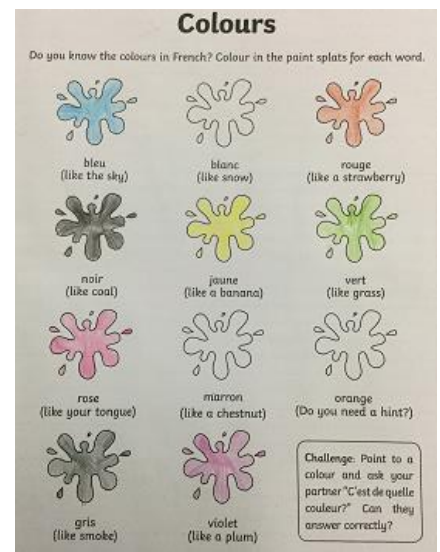 Colours
Do you know the colours in French? Colour in the paint splats for each word.
bleu
(like the sky)
blanc
(like snow)
rouge
(like a strawberry)
noir
(like coal)
jaune
(like a banana)
vert
(like grass)
rose
(like your tongue)
marron
(like a chestnut)
orange
(Do you need a hint?)
gris
(like smoke)
violet
(like a plum)
Challenge: Point to a
colour and ask your
partner "C'est de quelle
couleur?" Can they
answer correctly?